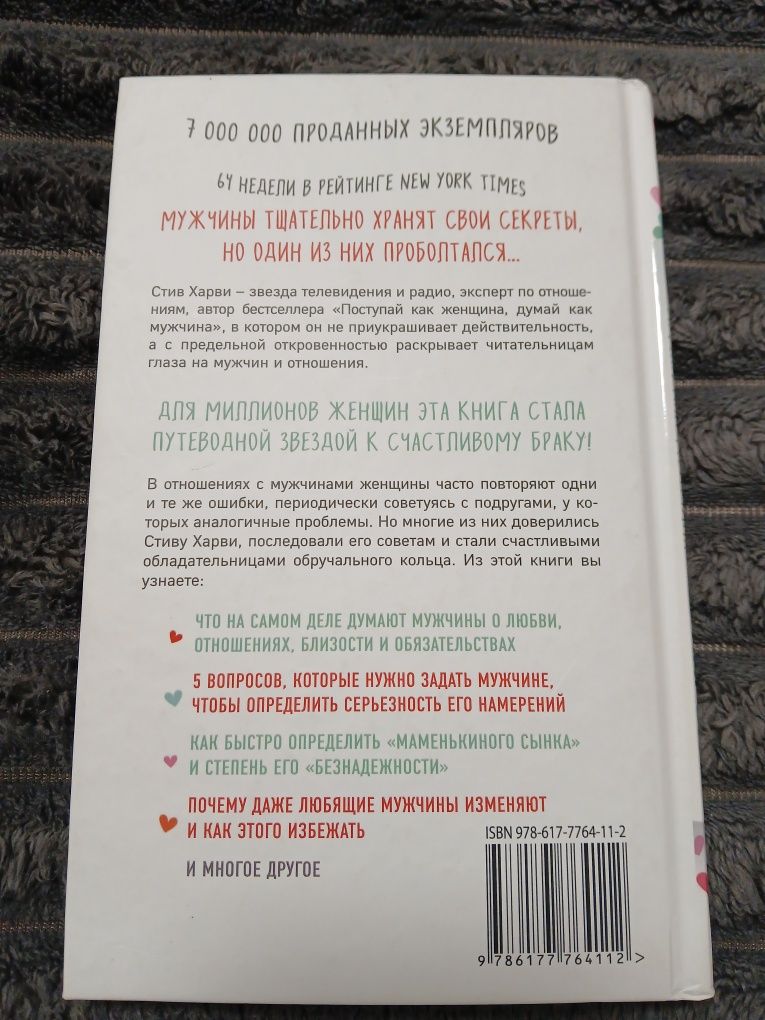 7 000 000 ПРОДАННЫХ ЭКЗЕМПЛЯРОВ
64 НЕДЕЛИ В РЕЙТИНГЕ NEW YORK TIMES
МУЖЧИНЫ ТЩАТЕЛЬНО ХРАНЯТ СВОИ СЕКРЕТЫ,
НО ОДИН ИЗ НИХ ПРОБОЛТАЛСЯ...
Стив Харви – звезда телевидения и радио, эксперт по отноше-
ниям, автор бестселлера «Поступай как женщина, думай как
мужчина», в котором он не приукрашивает действительность,
а с предельной откровенностью раскрывает читательницам
глаза на мужчин и отношения.
ДЛЯ МИЛЛИОНОВ ЖЕНЩИН ЭТА КНИГА СТАЛА
ПУТЕВОДНОЙ ЗВЕЗДОЙ К СЧАСТЛИВОМУ БРАКУ!
В отношениях с мужчинами женщины часто повторяют одни
и те же ошибки, периодически советуясь с подругами, у ко-
торых аналогичные проблемы. Но многие из них доверились
Стиву Харви, последовали его советам и стали счастливыми
обладательницами обручального кольца. Из этой книги вы
узнаете:
ЧТО НА САМОМ ДЕЛЕ ДУМАЮТ МУЖЧИНЫ О ЛЮБВИ,
ОТНОШЕНИЯХ, БЛИЗОСТИ И ОБЯЗАТЕЛЬСТВАХ
5 ВОПРОСОВ, КОТОРЫЕ НУЖНО ЗАДАТЬ МУЖЧИНЕ,
ЧТОБЫ ОПРЕДЕЛИТЬ СЕРЬЕЗНОСТЬ ЕГО НАМЕРЕНИЙ
КАК БЫСТРО ОПРЕДЕЛИТЬ «МАМЕНЬКИНОГО СЫНКА»
И СТЕПЕНЬ ЕГО «БЕЗНАДЕЖНОСТИ»
ПОЧЕМУ ДАЖЕ ЛЮБЯЩИЕ МУЖЧИНЫ ИЗМЕНЯЮТ
И КАК ЭТОГО ИЗБЕЖАТЬ
И МНОГОЕ ДРУГОЕ
ISBN 978-617-7764-11-2
9 786177 764112 >